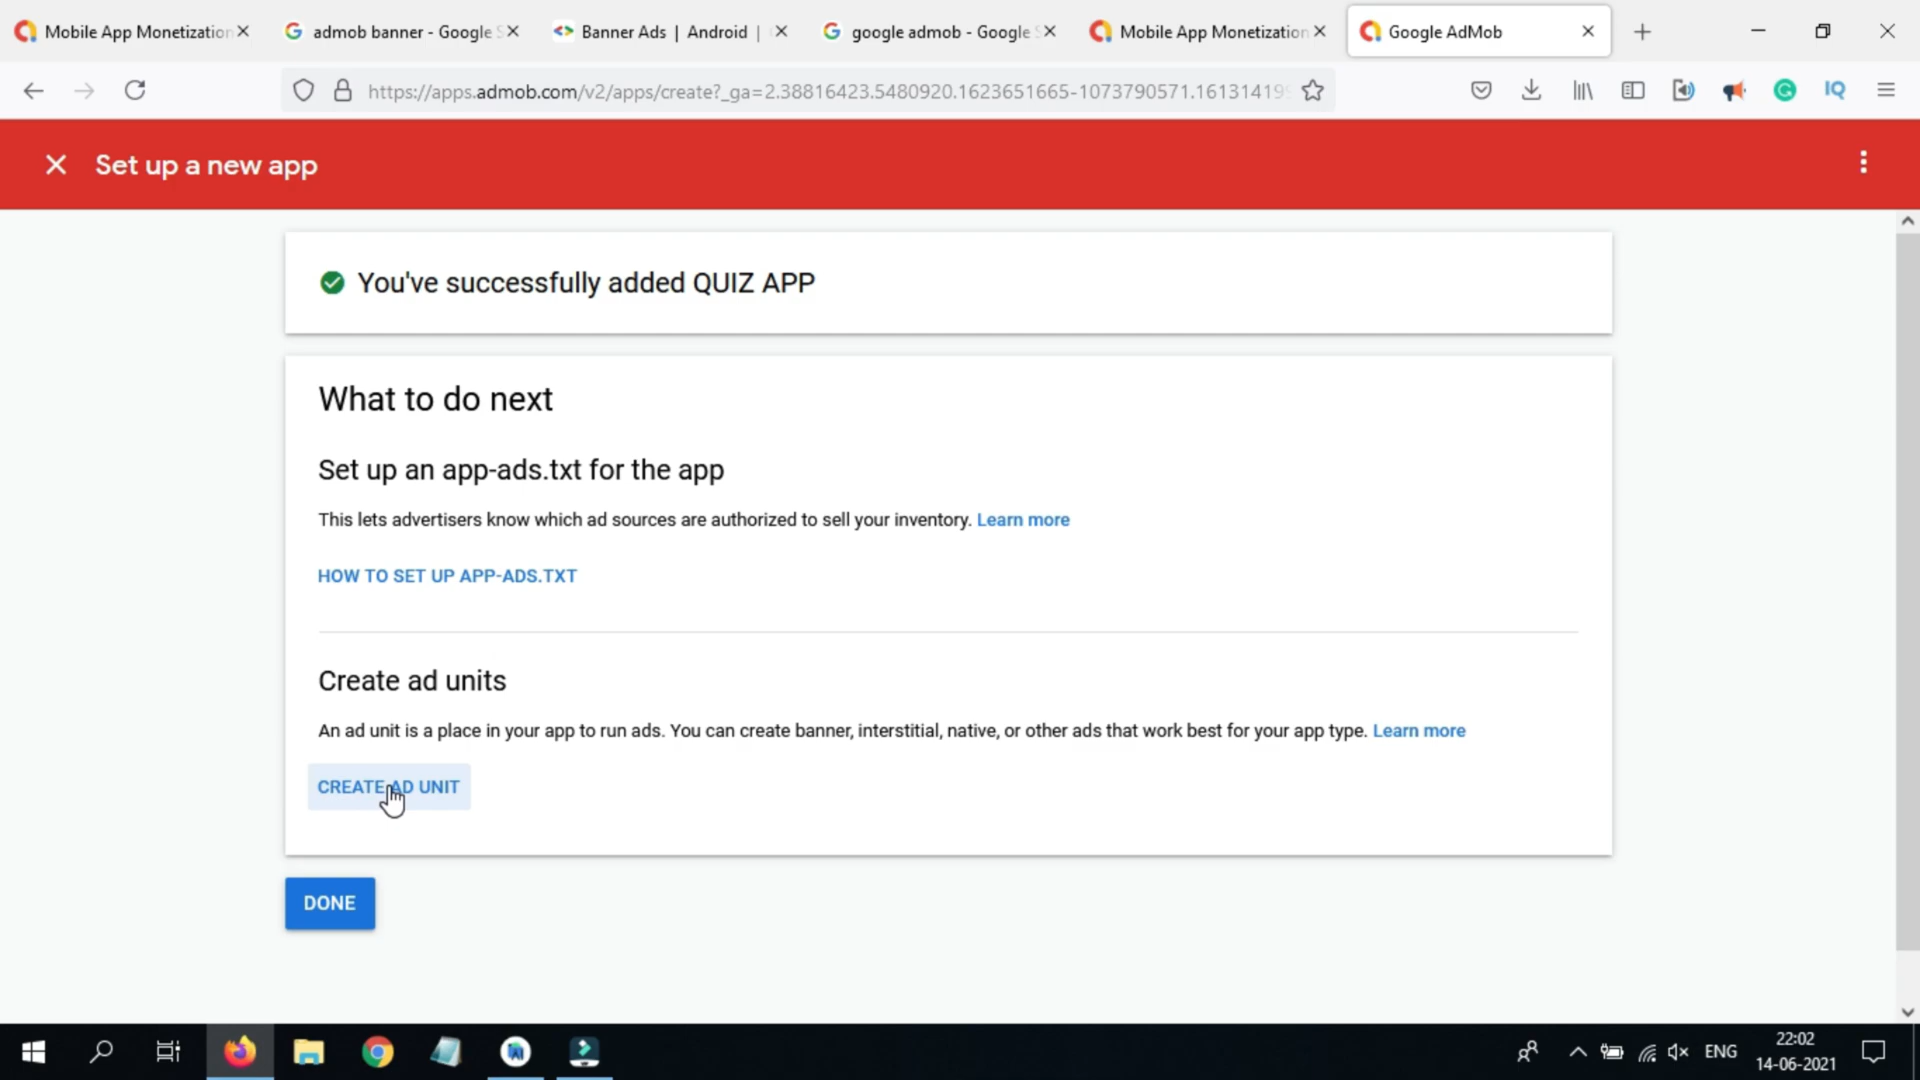 Mobile App Monetization
admob banner - Google S
Banner Ads | Android |
google admob - Google S
Mobile App Monetization
Google AdMob
https://apps.admob.com/v2/apps/create?_ga=2.38816423.5480920.1623651665-1073790571.161314199
IQ
Set up a new app
You've successfully added QUIZ APP
What to do next
Set up an app-ads.txt for the app
This lets advertisers know which ad sources are authorized to sell your inventory. Learn more
HOW TO SET UP APP-ADS.TXT
Create ad units
An ad unit is a place in your app to run ads. You can create banner, interstitial, native, or other ads that work best for your app type. Learn more
CREATE AD UNIT
DONE
ENG
22:02
14-06-2021